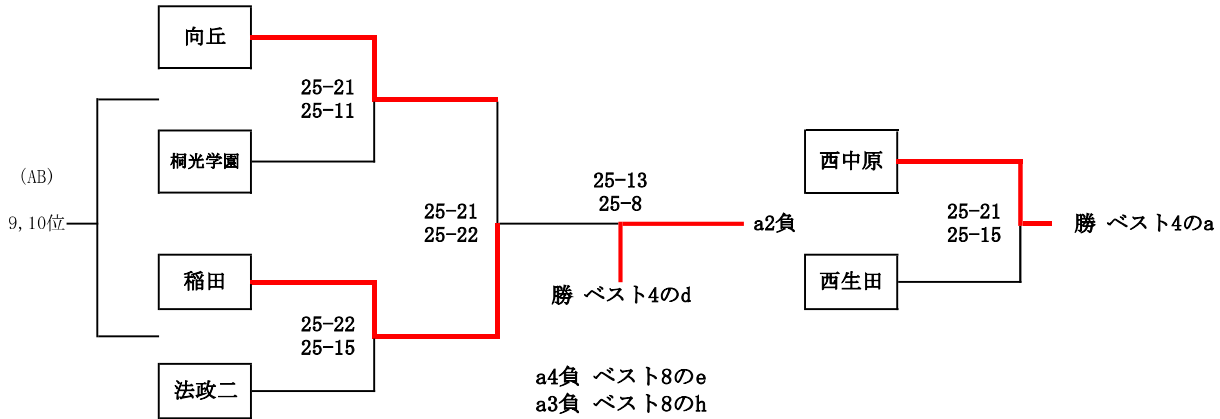 向丘
25-21
25-11
桐光学園
(AB)
9,10位
25-21
25-22
稲田
25-22
25-15
法政二
25-13
25-8
a2負
勝 ベスト4のd
a4負 ベスト8のe
a3負 ベスト8のh
西中原
25-21
25-15
勝 ベスト4のa
西生田